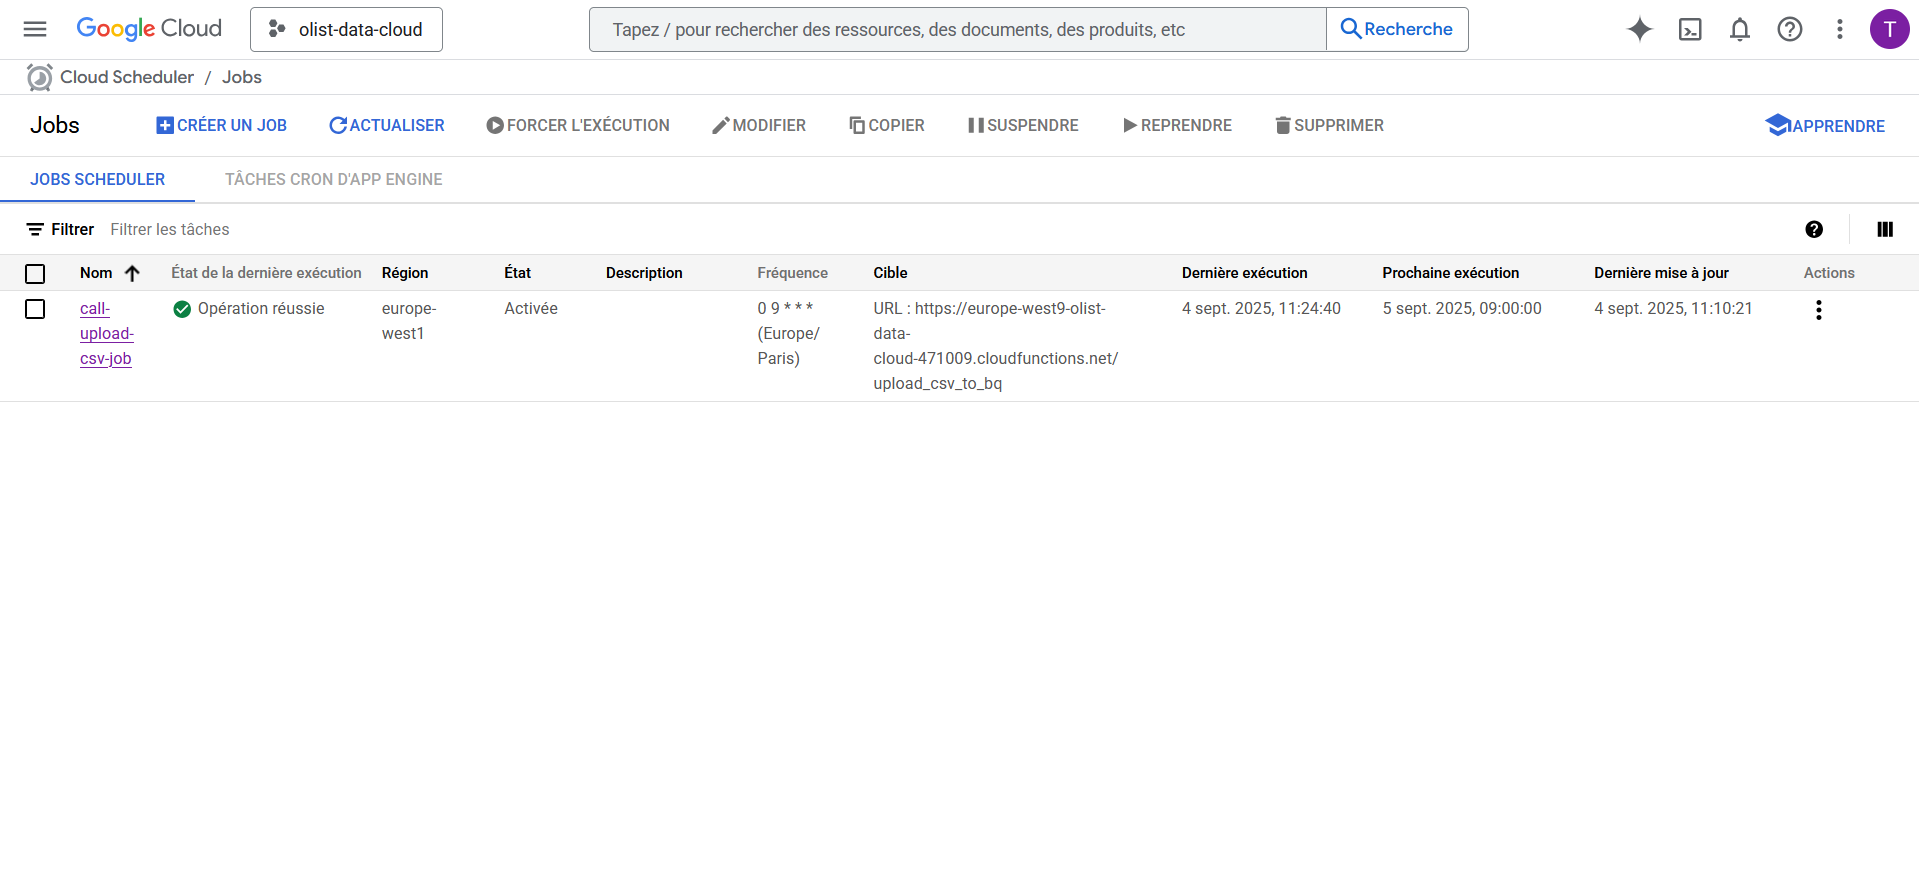 Google Cloud
olist-data-cloud
Tapez / pour rechercher des ressources, des documents, des produits, etc
Recherche
T
Cloud Scheduler / Jobs
Jobs
CRÉER UN JOB
ACTUALISER
FORCER L'EXÉCUTION
MODIFIER
COPIER
SUSPENDRE
REPRENDRE
SUPPRIMER
APPRENDRE
JOBS SCHEDULER
TÂCHES CRON D'APP ENGINE
Filtrer
Filtrer les tâches
Nom
État de la dernière exécution
Région
État
Description
Fréquence
Cible
Dernière exécution
Prochaine exécution
Dernière mise à jour
Actions
call-
upload-
csv-job
Opération réussie
europe-
west1
Activée
0 9 * * *
(Europe/
Paris)
URL : https://europe-west9-olist-
data-
cloud-471009.cloudfunctions.net/
upload_csv_to_bq
4 sept. 2025, 11:24:40
5 sept. 2025, 09:00:00
4 sept. 2025, 11:10:21